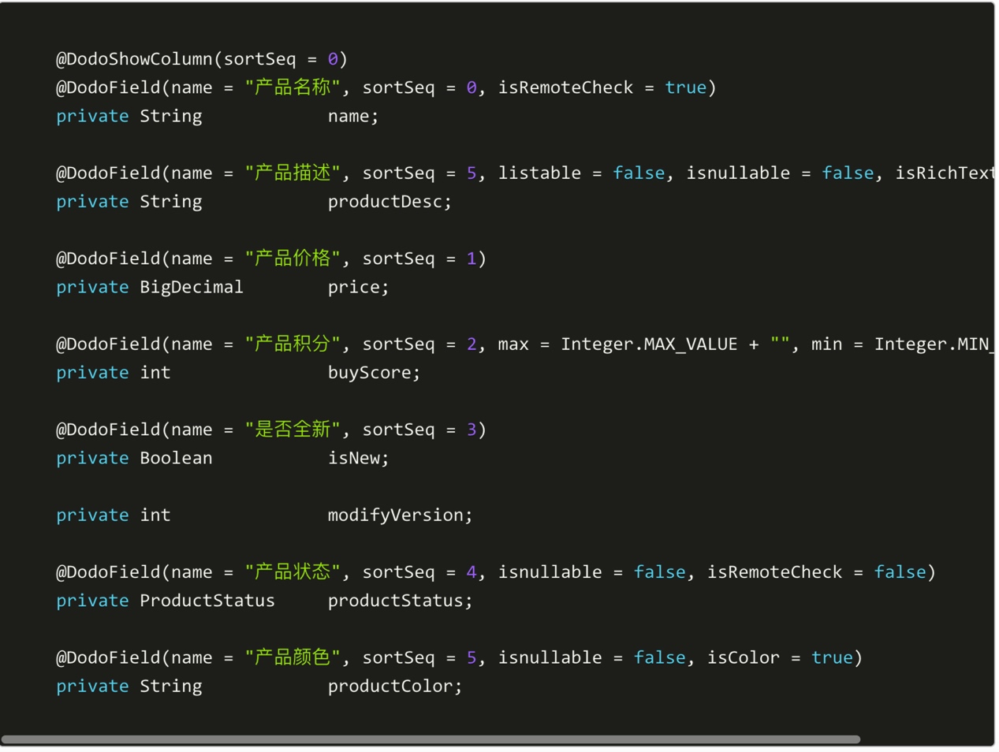 @DodoShowColumn(sortSeq = 0)
@DodoField(name = "产品名称", sortSeq = 0, isRemoteCheck = true)
private String            name;
@DodoField(name = "产品描述", sortSeq = 5, listable = false, isnullable = false, isRichText
private String            productDesc;
@DodoField(name = "产品价格", sortSeq = 1)
private BigDecimal        price;
@DodoField(name = "产品积分", sortSeq = 2, max = Integer.MAX_VALUE + "", min = Integer.MIN_
private int               buyScore;
@DodoField(name = "是否全新", sortSeq = 3)
private Boolean           isNew;
private int               modifyVersion;
@DodoField(name = "产品状态", sortSeq = 4, isnullable = false, isRemoteCheck = false)
private ProductStatus     productStatus;
@DodoField(name = "产品颜色", sortSeq = 5, isnullable = false, isColor = true)
private String            productColor;